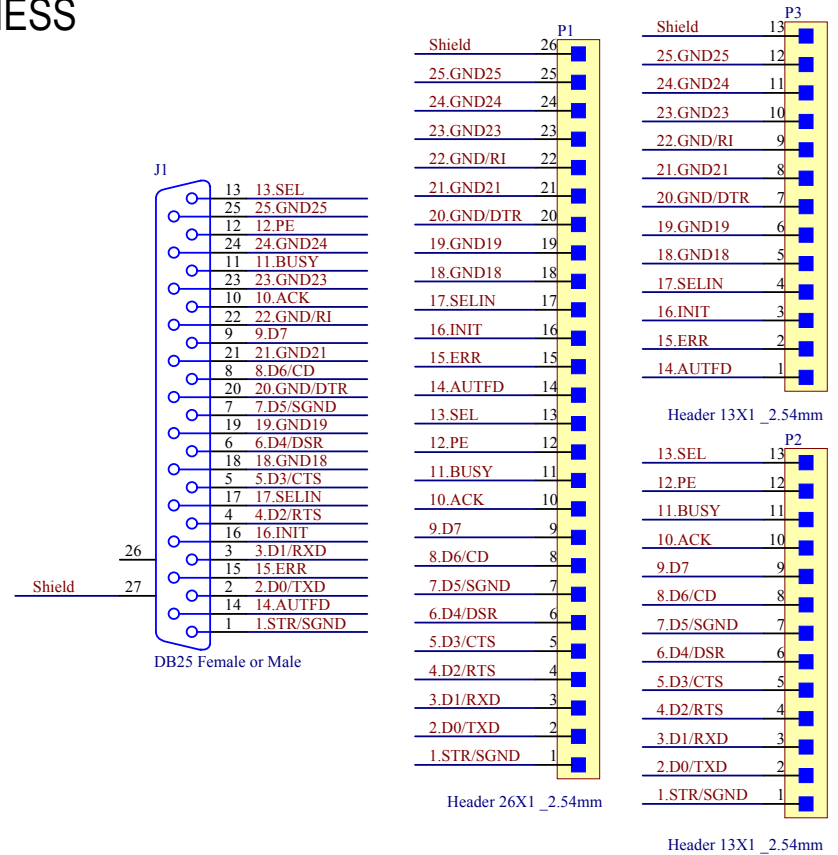 NESS
J1
13 13.SEL
25 25.GND25
12 12.PE
24 24.GND24
11 11.BUSY
23 23.GND23
10 10.ACK
22 22.GND/RI
9 9.D7
21 21.GND21
8 8.D6/CD
20 20.GND/DTR
7 7.D5/SGND
19 19.GND19
6 6.D4/DSR
18 18.GND18
5 5.D3/CTS
17 17.SELIN
4 4.D2/RTS
16 16.INIT
26
3 3.D1/RXD
15 15.ERR
Shield 27
2 2.D0/TXD
14 14.AUTFD
1 1.STR/SGND
DB25 Female or Male
P1
Shield 26
25.GND25 25
24.GND24 24
23.GND23 23
22.GND/RI 22
21.GND21 21
20.GND/DTR 20
19.GND19 19
18.GND18 18
17.SELIN 17
16.INIT 16
15.ERR 15
14.AUTFD 14
13.SEL 13
12.PE 12
11.BUSY 11
10.ACK 10
9.D7 9
8.D6/CD 8
7.D5/SGND 7
6.D4/DSR 6
5.D3/CTS 5
4.D2/RTS 4
3.D1/RXD 3
2.D0/TXD 2
1.STR/SGND 1
Header 26X1 _2.54mm
P3
Shield 13
25.GND25 12
24.GND24 11
23.GND23 10
22.GND/RI 9
21.GND21 8
20.GND/DTR 7
19.GND19 6
18.GND18 5
17.SELIN 4
16.INIT 3
15.ERR 2
14.AUTFD 1
Header 13X1 _2.54mm
P2
13.SEL 13
12.PE 12
11.BUSY 11
10.ACK 10
9.D7 9
8.D6/CD 8
7.D5/SGND 7
6.D4/DSR 6
5.D3/CTS 5
4.D2/RTS 4
3.D1/RXD 3
2.D0/TXD 2
1.STR/SGND 1
Header 13X1 _2.54mm